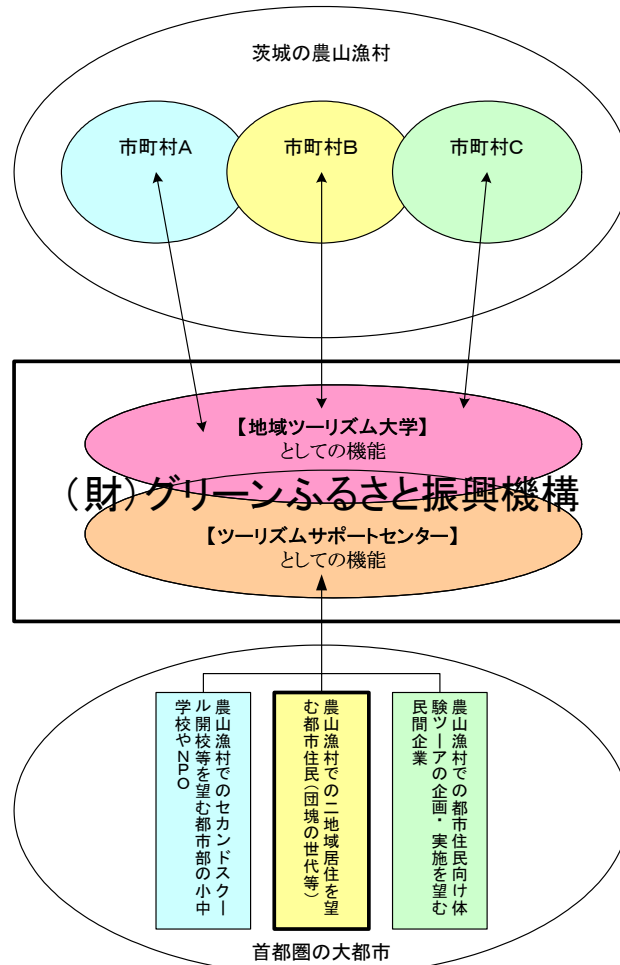 茨城の農山漁村
市町村A
市町村B
市町村C
【地域ツーリズム大学】
としての機能
(財)グリーンふるさと振興機構
【ツーリズムサポートセンター】
としての機能
農山漁村でのセカンドスクー
ル開校等を望む都市部の小中
学校やNPO
農山漁村での二地域居住を望
む都市住民(団塊の世代等)
農山漁村での都市住民向け体
験ツーアの企画・実施を望む
民間企業
首都圏の大都市